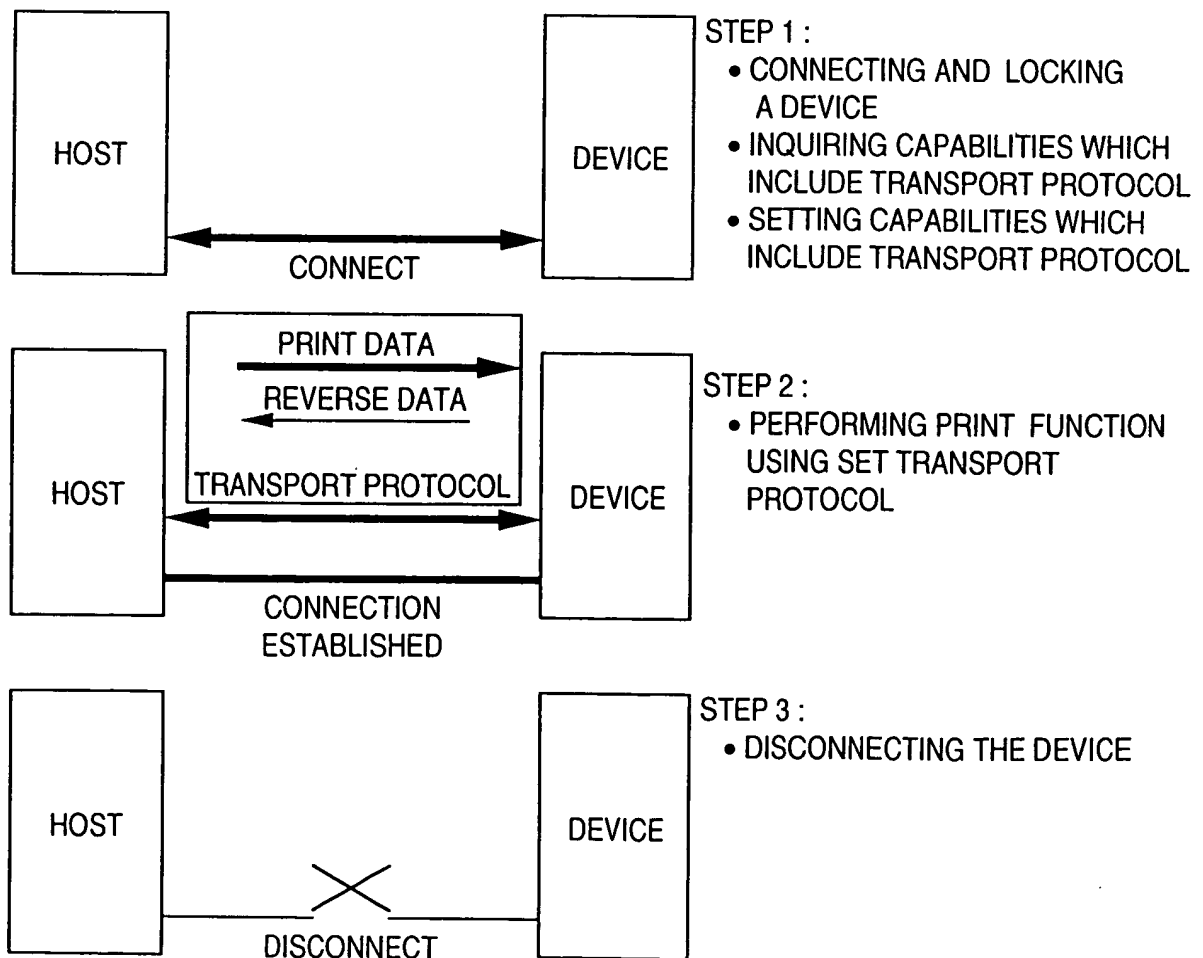 HOST
DEVICE
CONNECT
STEP 1 :
• CONNECTING AND LOCKING
A DEVICE
• INQUIRING CAPABILITIES WHICH
INCLUDE TRANSPORT PROTOCOL
• SETTING CAPABILITIES WHICH
INCLUDE TRANSPORT PROTOCOL
HOST
PRINT DATA
REVERSE DATA
TRANSPORT PROTOCOL
DEVICE
CONNECTION
ESTABLISHED
STEP 2 :
• PERFORMING PRINT FUNCTION
USING SET TRANSPORT
PROTOCOL
HOST
DEVICE
DISCONNECT
STEP 3 :
• DISCONNECTING THE DEVICE